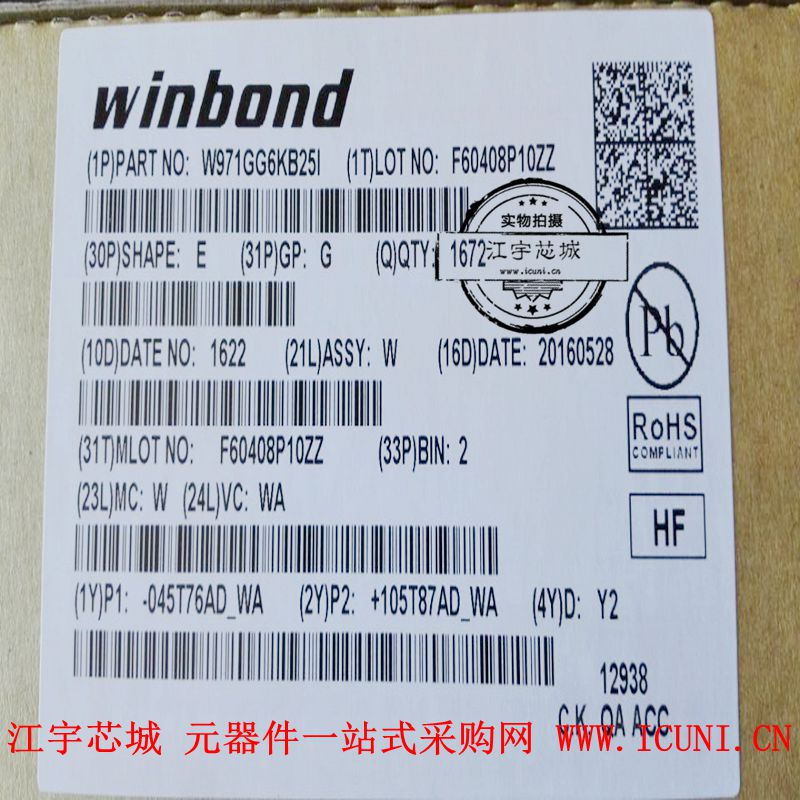 winbond
(1P)PART NO: W971GG6KB25I (1T)LOT NO: F60408P10ZZ
实物拍摄
(30P)SHAPE: E (31P)GP: G (Q)QTY: 1672
江宇芯城
www.icuni.cn
Pb
(10D)DATE NO: 1622 (21L)ASSY: W (16D)DATE: 20160528
RoHS
COMPLIANT
(31T)MLOT NO: F60408P10ZZ (33P)BIN: 2
(23L)MC: W (24L)VC: WA
HF
(1Y)P1: -045T76AD_WA (2Y)P2: +105T87AD_WA (4Y)D: Y2
12938
C.K. QA ACC
江宇芯城 元器件一站式采购网 WWW.ICUNI.CN